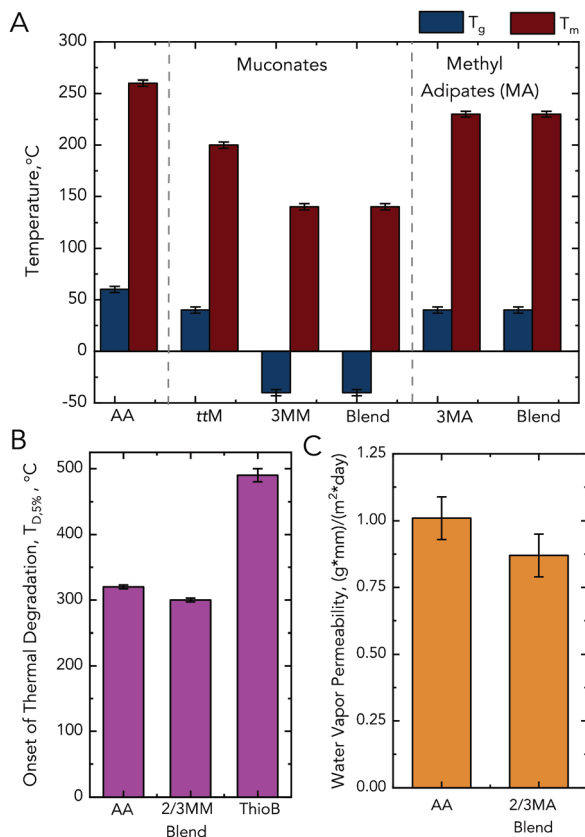 A
T_g
T_m
Muconates
Methyl
Adipates (MA)
Temperature,°C
300
250
200
150
100
50
0
-50
AA
ttM
3MM
Blend
3MA
Blend
B
Onset of Thermal Degradation, T_D,5% , °C
500
400
300
200
100
0
AA
2/3MM
Blend
ThioB
C
Water Vapor Permeability, (g*mm)/(m²*day)
1.25
1.00
0.75
0.50
0.25
0.00
AA
2/3MA
Blend